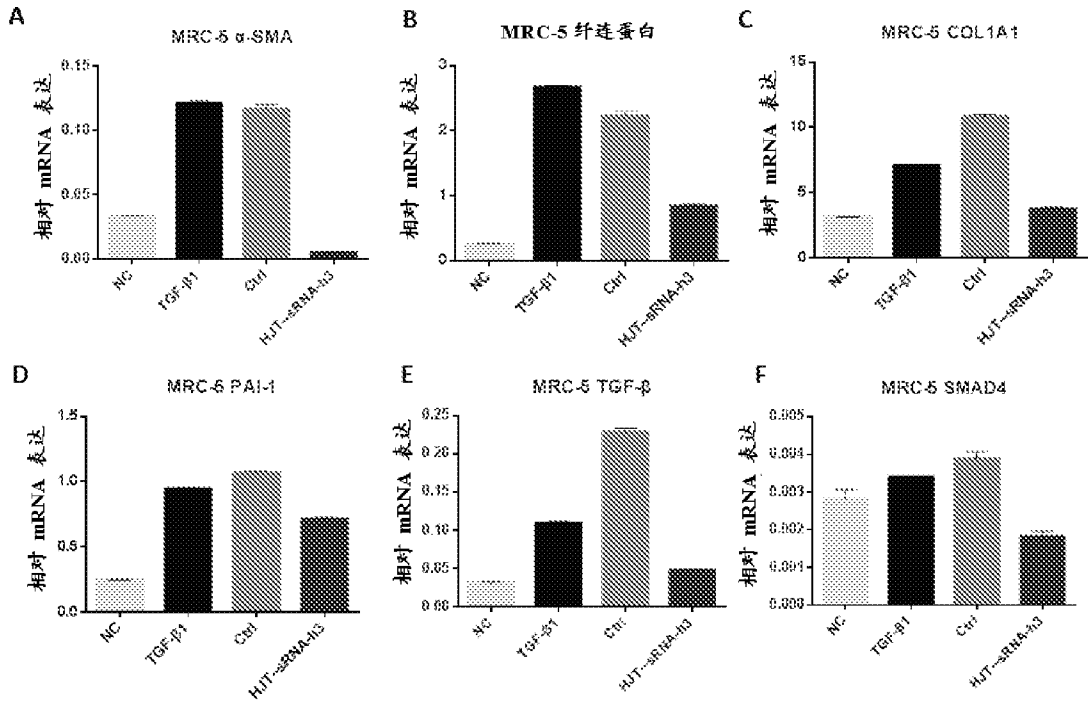 A
MRC-5 α-SMA
相对 mRNA 表达
0.15
0.10
0.05
0.00
NC
TGF-β1
Ctrl
HJT-sRNA-h3
B
MRC-5 纤连蛋白
相对 mRNA 表达
3
2
1
0
NC
TGF-β1
Ctrl
HJT-sRNA-h3
C
MRC-5 COL1A1
相对 mRNA 表达
15
10
5
0
NC
TGF-β1
Ctrl
HJT-sRNA-h3
D
MRC-5 PAI-1
相对 mRNA 表达
1.5
1.0
0.5
0.0
NC
TGF-β1
Ctrl
HJT-sRNA-h3
E
MRC-5 TGF-β
相对 mRNA 表达
0.25
0.20
0.15
0.10
0.05
0.00
NC
TGF-β1
Ctrl
HJT-sRNA-h3
F
MRC-5 SMAD4
相对 mRNA 表达
0.005
0.004
0.003
0.002
0.001
0.000
NC
TGF-β1
Ctrl
HJT-sRNA-h3